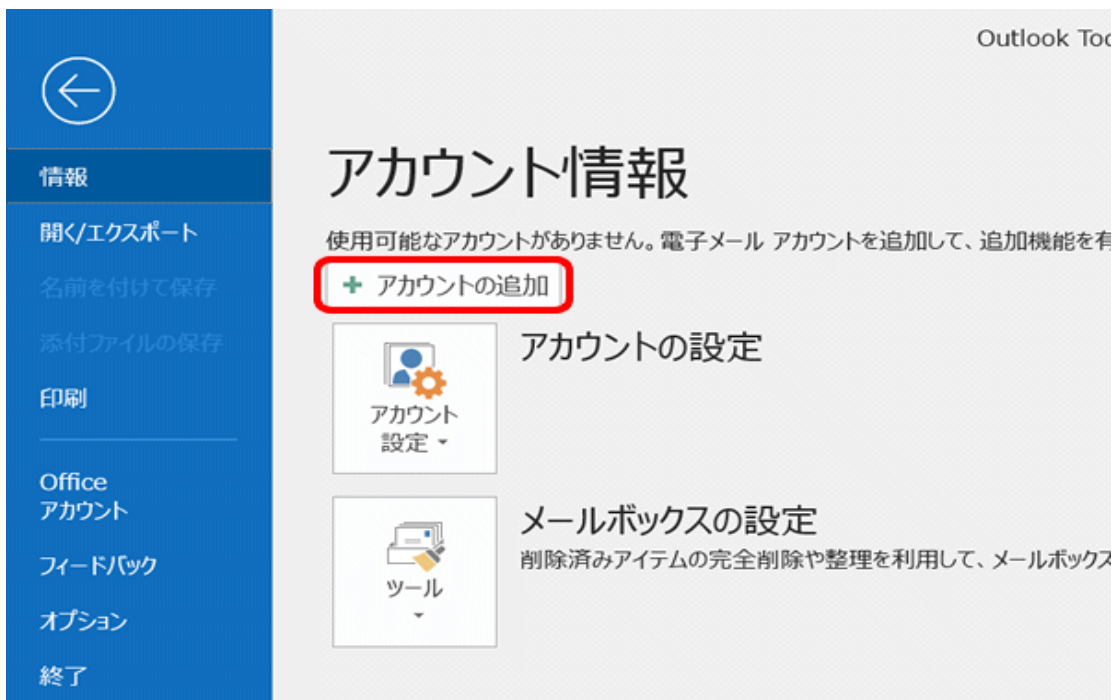 Outlook Too
情報
開く/エクスポート
名前を付けて保存
添付ファイルの保存
印刷
Office
アカウント
フィードバック
オプション
終了
アカウント情報
使用可能なアカウントがありません。電子メール アカウントを追加して、追加機能を有
+ アカウントの追加
アカウント
設定
アカウントの設定
ツール
メールボックスの設定
削除済みアイテムの完全削除や整理を利用して、メールボックス